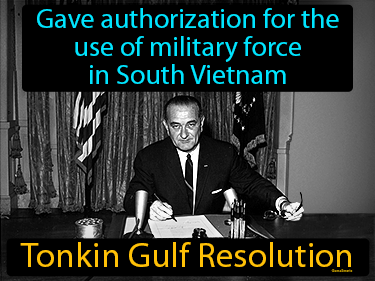 Gave authorization for the
use of military force
in South Vietnam
Tonkin Gulf Resolution